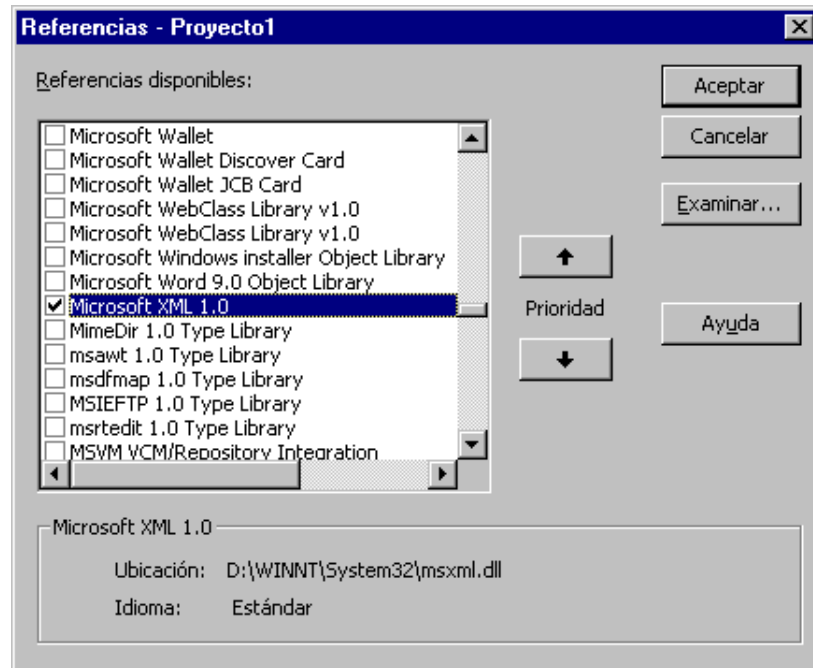 Referencias - Proyecto1
Referencias disponibles:
Microsoft Wallet
Microsoft Wallet Discover Card
Microsoft Wallet JCB Card
Microsoft WebClass Library v1.0
Microsoft WebClass Library v1.0
Microsoft Windows installer Object Library
Microsoft Word 9.0 Object Library
Microsoft XML 1.0
MimeDir 1.0 Type Library
msawt 1.0 Type Library
msdfmap 1.0 Type Library
MSIEFTP 1.0 Type Library
msrtedit 1.0 Type Library
MSVM VCM/Repository Integration
Prioridad
Aceptar
Cancelar
Examinar...
Ayuda
Microsoft XML 1.0
Ubicación: D:\WINNT\System32\msxml.dll
Idioma: Estándar